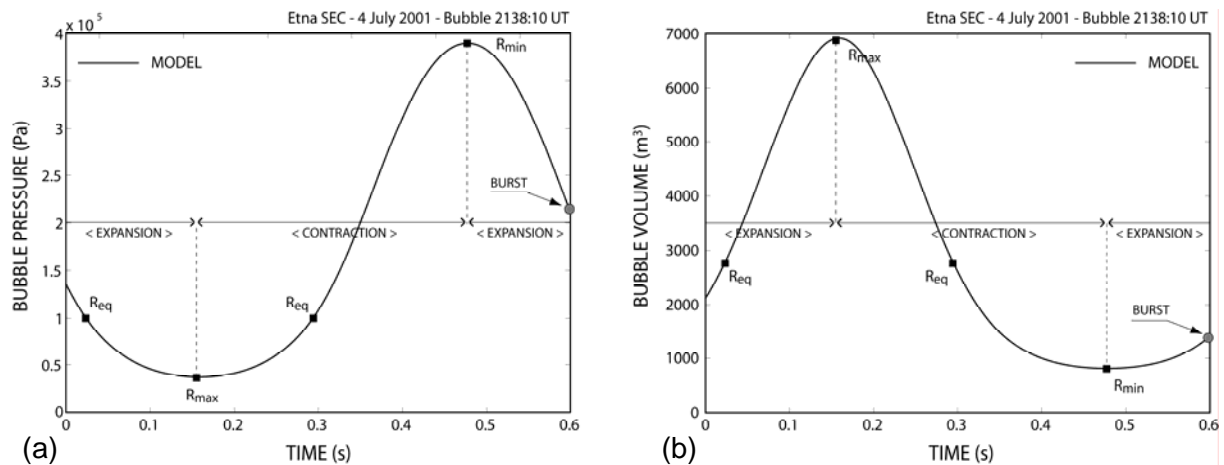 Etna SEC - 4 July 2001 - Bubble 2138:10 UT
4 x 10⁵
3.5
3
2.5
2
1.5
1
0.5
0
BUBBLE PRESSURE (Pa)
MODEL
Rmin
BURST
< EXPANSION >
< CONTRACTION >
< EXPANSION >
Req
Req
Rmax
0
0.1
0.2
0.3
0.4
0.5
0.6
TIME (s)
(a)
Etna SEC - 4 July 2001 - Bubble 2138:10 UT
7000
6000
5000
4000
3000
2000
1000
0
BUBBLE VOLUME (m³)
Rmax
MODEL
< EXPANSION >
< CONTRACTION >
< EXPANSION >
Req
Req
BURST
Rmin
0
0.1
0.2
0.3
0.4
0.5
0.6
TIME (s)
(b)